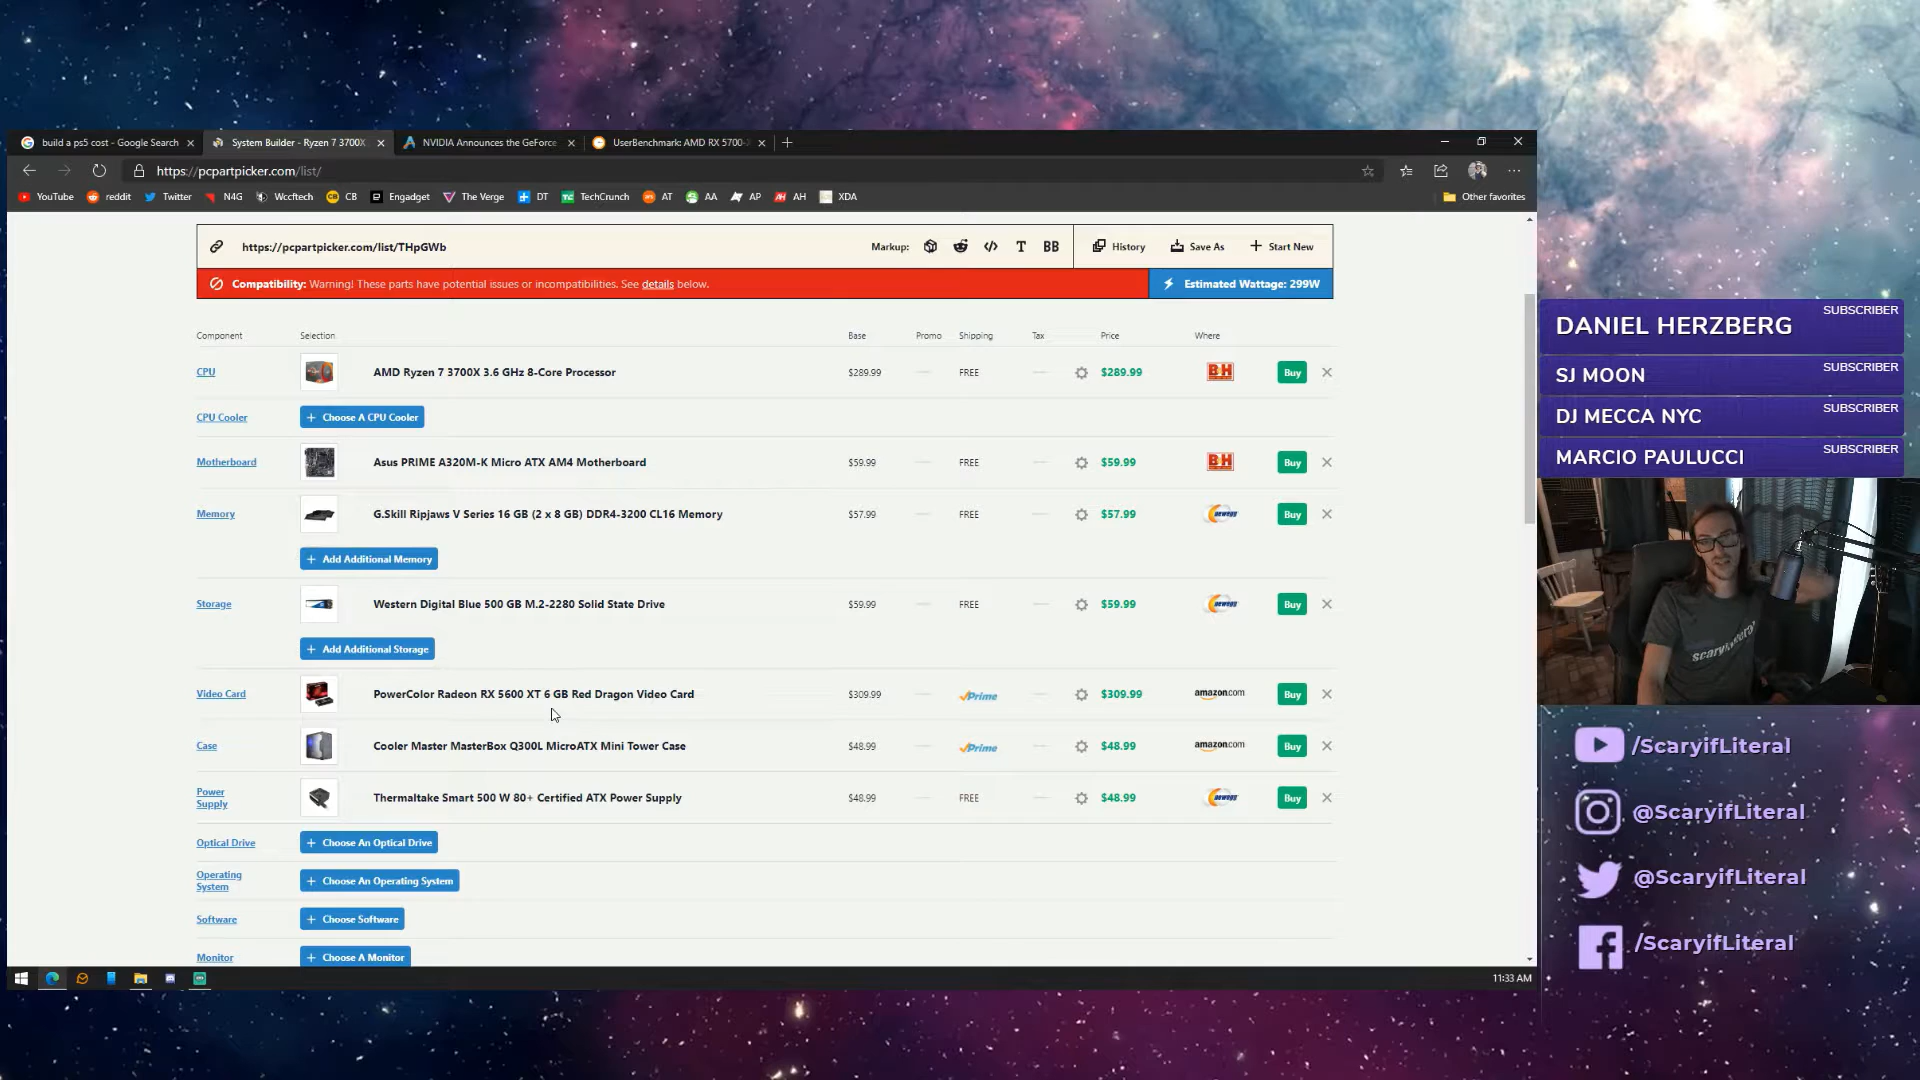 build a ps5 cost - Google Search
System Builder - Ryzen 7 3700X
NVIDIA Announces the GeForce
UserBenchmark: AMD RX 5700-
https://pcpartpicker.com/list/
YouTube
reddit
Twitter
N4G
Wccftech
CB
Engadget
The Verge
DT
TechCrunch
AT
AA
AP
AH
XDA
Other favorites
https://pcpartpicker.com/list/THpGWb
Markup:
T
BB
History
Save As
Start New
Compatibility: Warning! These parts have potential issues or incompatibilities. See details below.
Estimated Wattage: 299W
Component Selection Base Promo Shipping Tax Price Where
CPU AMD Ryzen 7 3700X 3.6 GHz 8-Core Processor $289.99 FREE $289.99 B&H Buy
CPU Cooler + Choose A CPU Cooler
Motherboard Asus PRIME A320M-K Micro ATX AM4 Motherboard $59.99 FREE $59.99 B&H Buy
Memory G.Skill Ripjaws V Series 16 GB (2 x 8 GB) DDR4-3200 CL16 Memory $57.99 FREE $57.99 newegg Buy
+ Add Additional Memory
Storage Western Digital Blue 500 GB M.2-2280 Solid State Drive $59.99 FREE $59.99 newegg Buy
+ Add Additional Storage
Video Card PowerColor Radeon RX 5600 XT 6 GB Red Dragon Video Card $309.99 Prime $309.99 amazon.com Buy
Case Cooler Master MasterBox Q300L MicroATX Mini Tower Case $48.99 Prime $48.99 amazon.com Buy
Power Supply Thermaltake Smart 500 W 80+ Certified ATX Power Supply $48.99 FREE $48.99 newegg Buy
Optical Drive + Choose An Optical Drive
Operating System + Choose An Operating System
Software + Choose Software
Monitor + Choose A Monitor
11:33 AM
DANIEL HERZBERG SUBSCRIBER
SJ MOON SUBSCRIBER
DJ MECCA NYC SUBSCRIBER
MARCIO PAULUCCI SUBSCRIBER
/ScaryifLiteral
@ScaryifLiteral
@ScaryifLiteral
/ScaryifLiteral